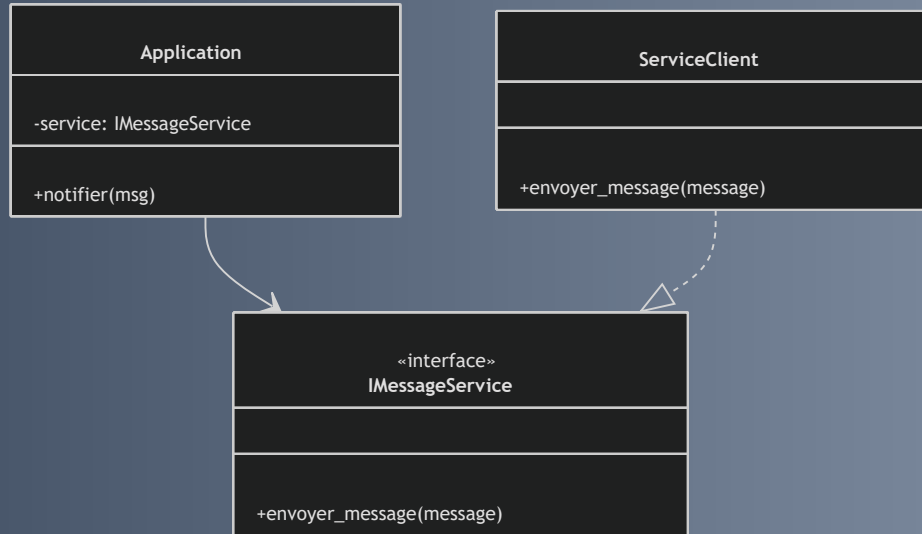 Application
-service: IMessageService
+notifier(msg)
ServiceClient
+envoyer_message(message)
«interface»
IMessageService
+envoyer_message(message)